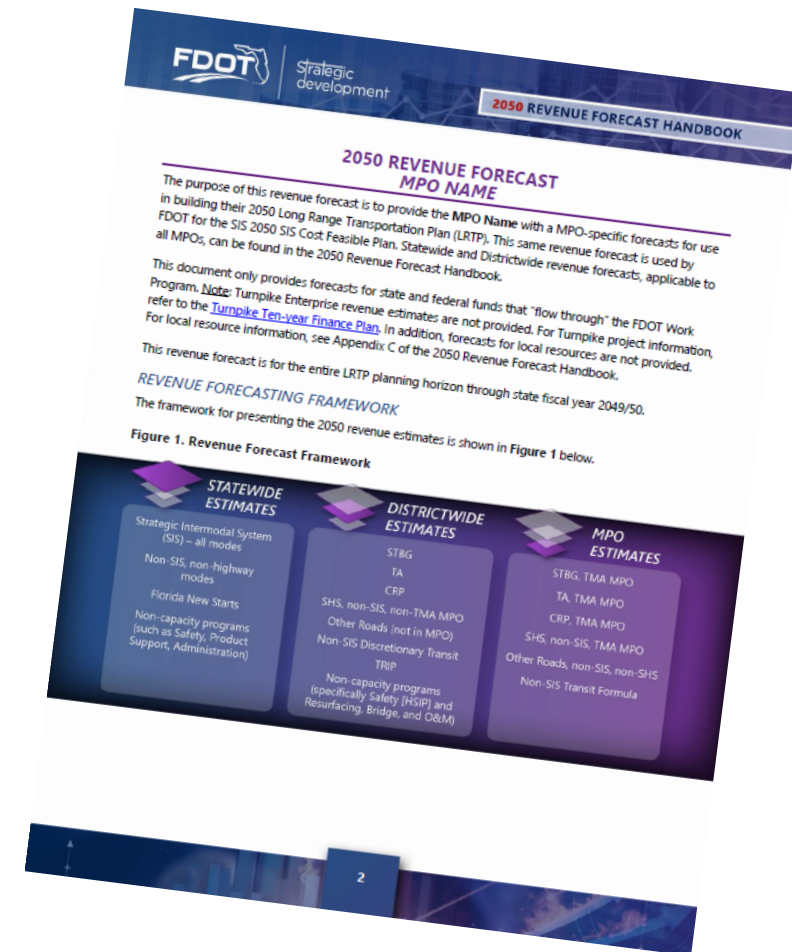 FDOT
Strategic
development
2050 REVENUE FORECAST HANDBOOK
2050 REVENUE FORECAST
MPO NAME
The purpose of this revenue forecast is to provide the MPO Name with a MPO-specific forecasts for use
in building their 2050 Long Range Transportation Plan (LRTP). This same revenue forecast is used by
FDOT for the SIS 2050 SIS Cost Feasible Plan. Statewide and Districtwide revenue forecasts, applicable to
all MPOs, can be found in the 2050 Revenue Forecast Handbook.
This document only provides forecasts for state and federal funds that "flow through" the FDOT Work
Program. Note: Turnpike Enterprise revenue estimates are not provided. For Turnpike project information,
refer to the Turnpike Ten-year Finance Plan. In addition, forecasts for local resources are not provided.
For local resource information, see Appendix C of the 2050 Revenue Forecast Handbook.
This revenue forecast is for the entire LRTP planning horizon through state fiscal year 2049/50.
REVENUE FORECASTING FRAMEWORK
The framework for presenting the 2050 revenue estimates is shown in Figure 1 below.
Figure 1. Revenue Forecast Framework
STATEWIDE
ESTIMATES
Strategic Intermodal System
(SIS) – all modes
Non-SIS, non-highway
modes
Florida New Starts
Non-capacity programs
(such as Safety, Product
Support, Administration)
DISTRICTWIDE
ESTIMATES
STBG
TA
CRP
SHS, non-SIS, non-TMA MPO
Other Roads (not in MPO)
Non-SIS Discretionary Transit
TRIP
Non-capacity programs
(specifically Safety [HSIP] and
Resurfacing, Bridge, and O&M)
MPO
ESTIMATES
STBG, TMA MPO
TA, TMA MPO
CRP, TMA MPO
SHS, non-SIS, TMA MPO
Other Roads, non-SIS, non-SHS
Non-SIS Transit Formula
2